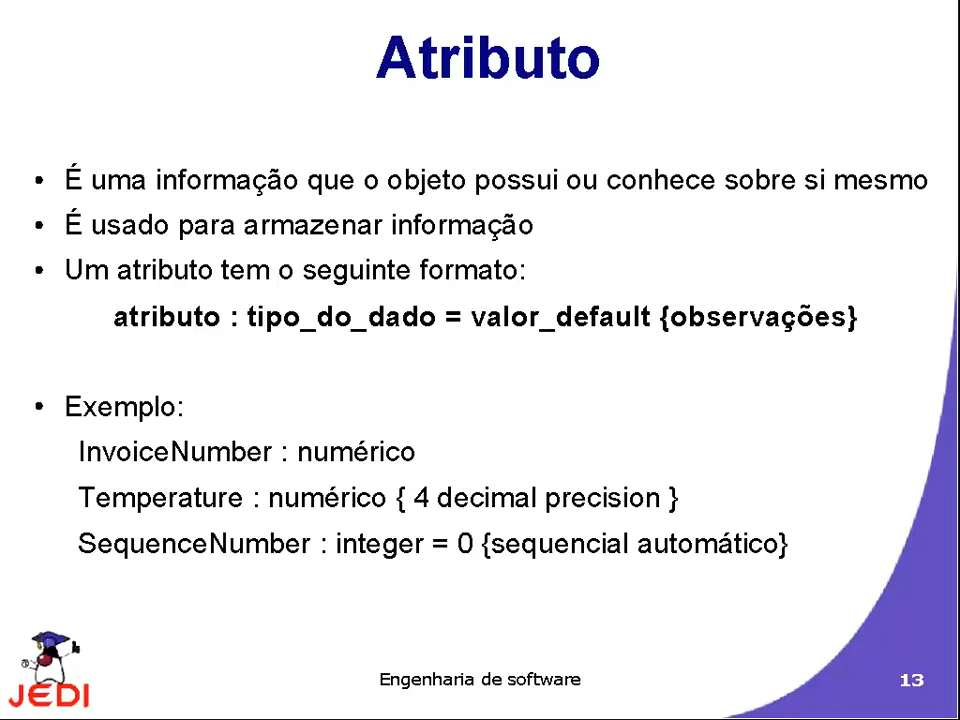 Atributo
• É uma informação que o objeto possui ou conhece sobre si mesmo
• É usado para armazenar informação
• Um atributo tem o seguinte formato:
atributo : tipo_do_dado = valor_default {observações}
• Exemplo:
InvoiceNumber : numérico
Temperature : numérico { 4 decimal precision }
SequenceNumber : integer = 0 {sequencial automático}
JEDI
Engenharia de software
13